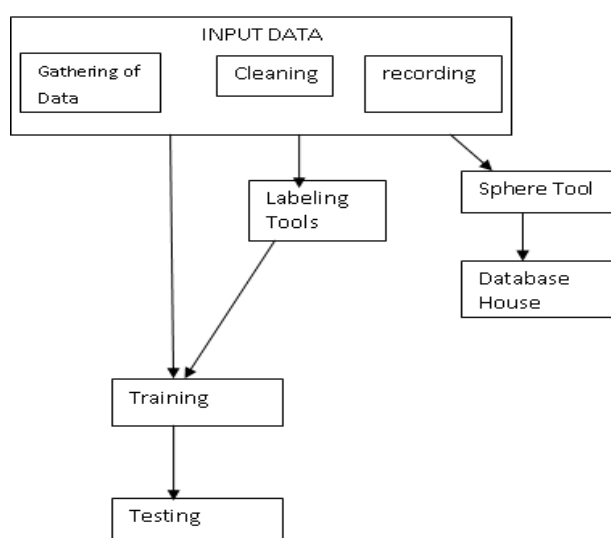 INPUT DATA
Gathering of
Data
Cleaning
recording
Labeling
Tools
Sphere Tool
Database
House
Training
Testing